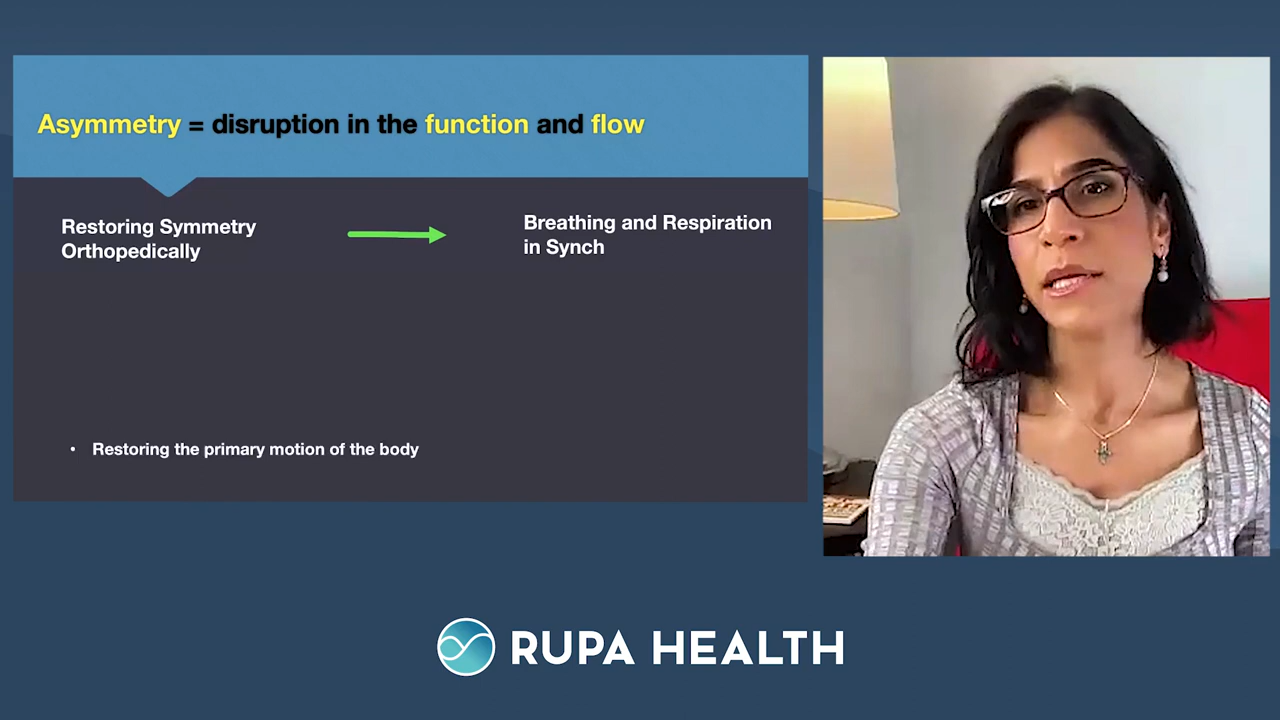 Asymmetry = disruption in the function and flow
Restoring Symmetry
Orthopedically
Breathing and Respiration
in Synch
• Restoring the primary motion of the body
RUPA HEALTH